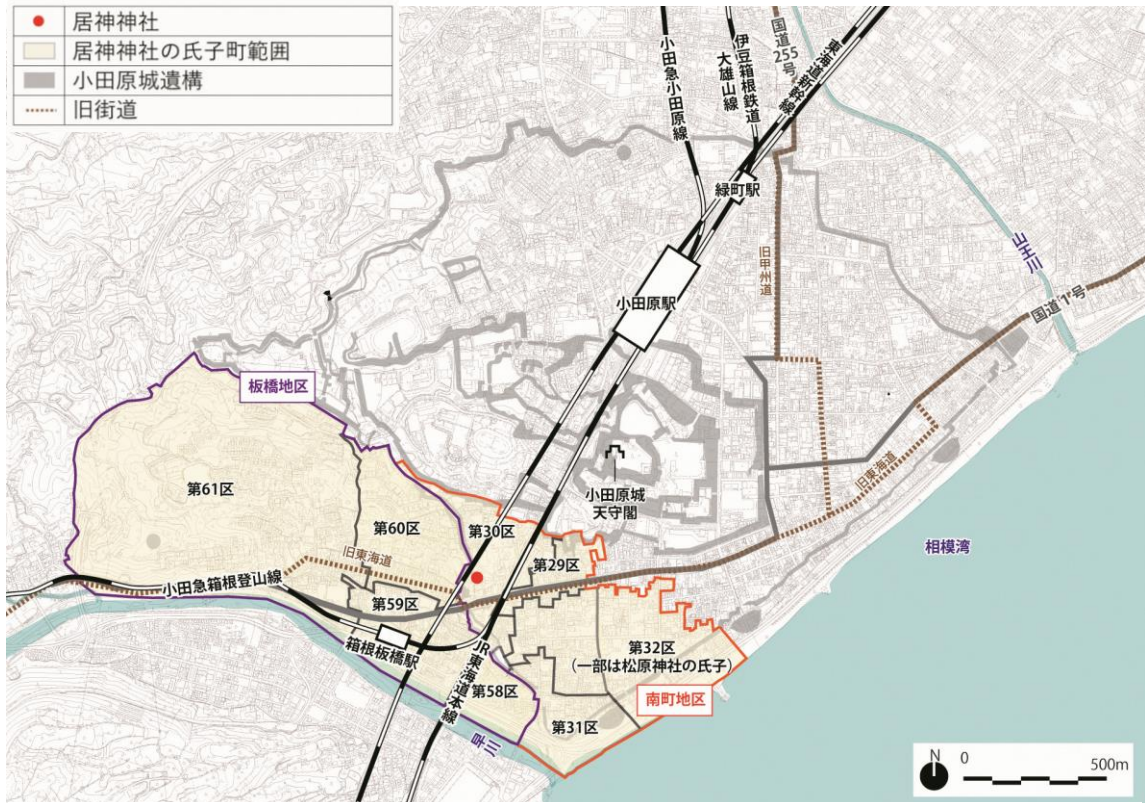 居神神社
居神神社の氏子町範囲
小田原城遺構
旧街道
小田急小田原線
伊豆箱根鉄道
大雄山線
国道
255号
東海道新幹線
緑町駅
山王川
旧甲州道
小田原駅
国道1号
板橋地区
小田原城
天守閣
旧東海道
相模湾
第61区
第60区
第30区
第29区
旧東海道
小田急箱根登山線
第59区
箱根板橋駅
JR東海道本線
第32区
(一部は松原神社の氏子)
第58区
南町地区
第31区
早川
N
0
500m